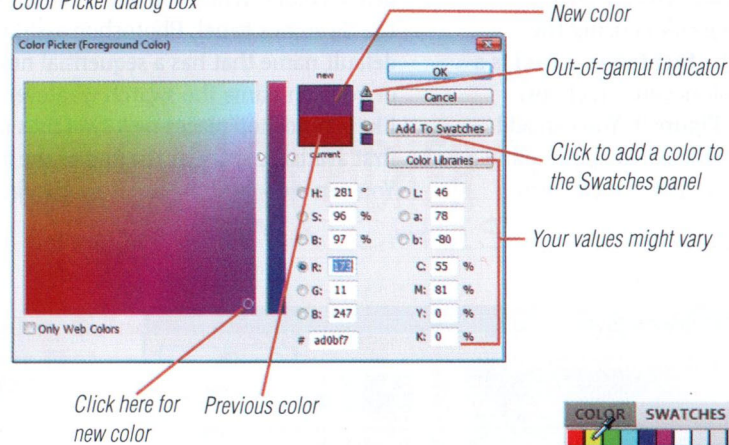 Color Picker dialog box
Color Picker (Foreground Color)
new
current
OK
Cancel
Add To Swatches
Color Libraries
H: 281 °
S: 96 %
B: 97 %
R: 173
G: 11
B: 247
# ad0bf7
L: 46
a: 78
b: -80
C: 55 %
M: 81 %
Y: 0 %
K: 0 %
Only Web Colors
New color
Out-of-gamut indicator
Click to add a color to
the Swatches panel
Your values might vary
Click here for
new color
Previous color
COLOR SWATCHES